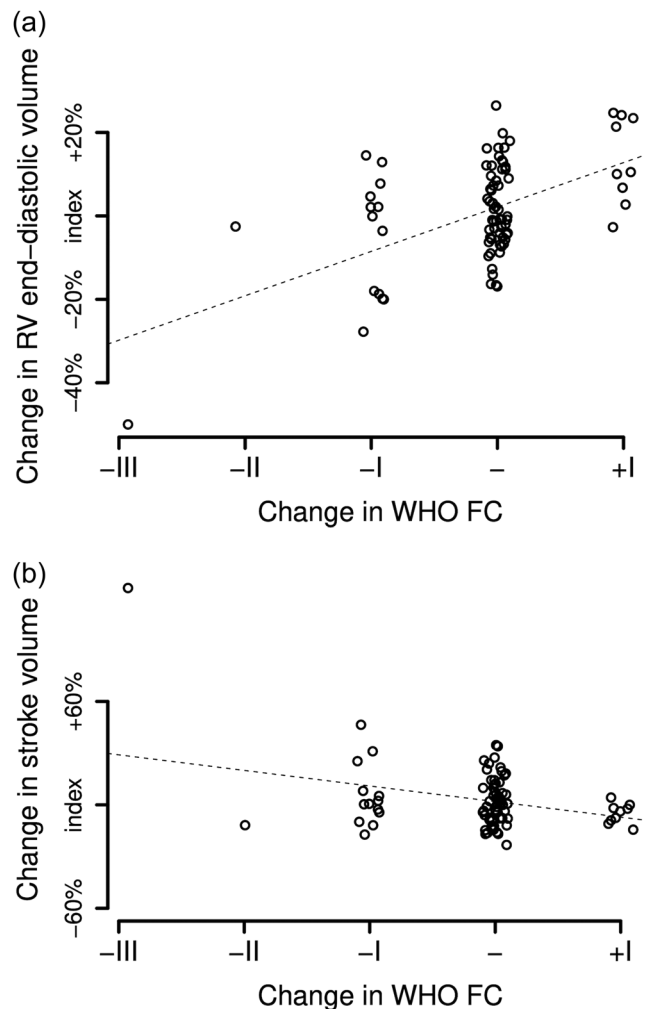 (a)
Change in RV end–diastolic volume
+20%
index
–20%
–40%
–III
–II
–I
–
+I
Change in WHO FC
(b)
Change in stroke volume
+60%
index
–60%
–III
–II
–I
–
+I
Change in WHO FC